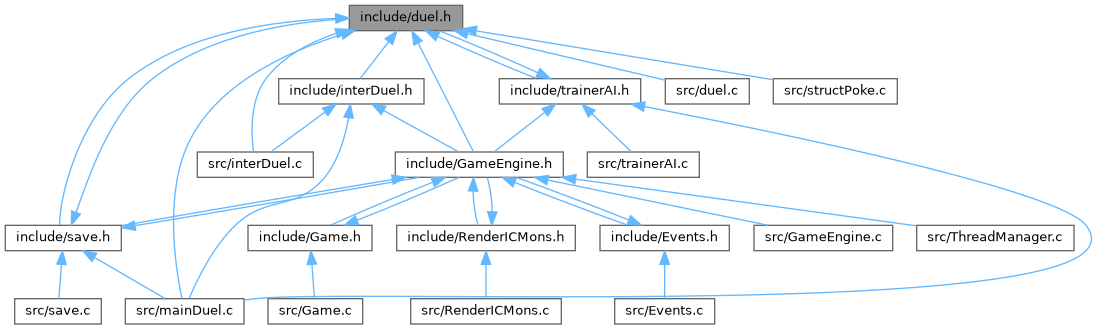 include/duel.h
include/interDuel.h
include/trainerAI.h
src/duel.c
src/structPoke.c
src/interDuel.c
include/GameEngine.h
src/trainerAI.c
include/save.h
include/Game.h
include/RenderICMons.h
include/Events.h
src/GameEngine.c
src/ThreadManager.c
src/save.c
src/mainDuel.c
src/Game.c
src/RenderICMons.c
src/Events.c